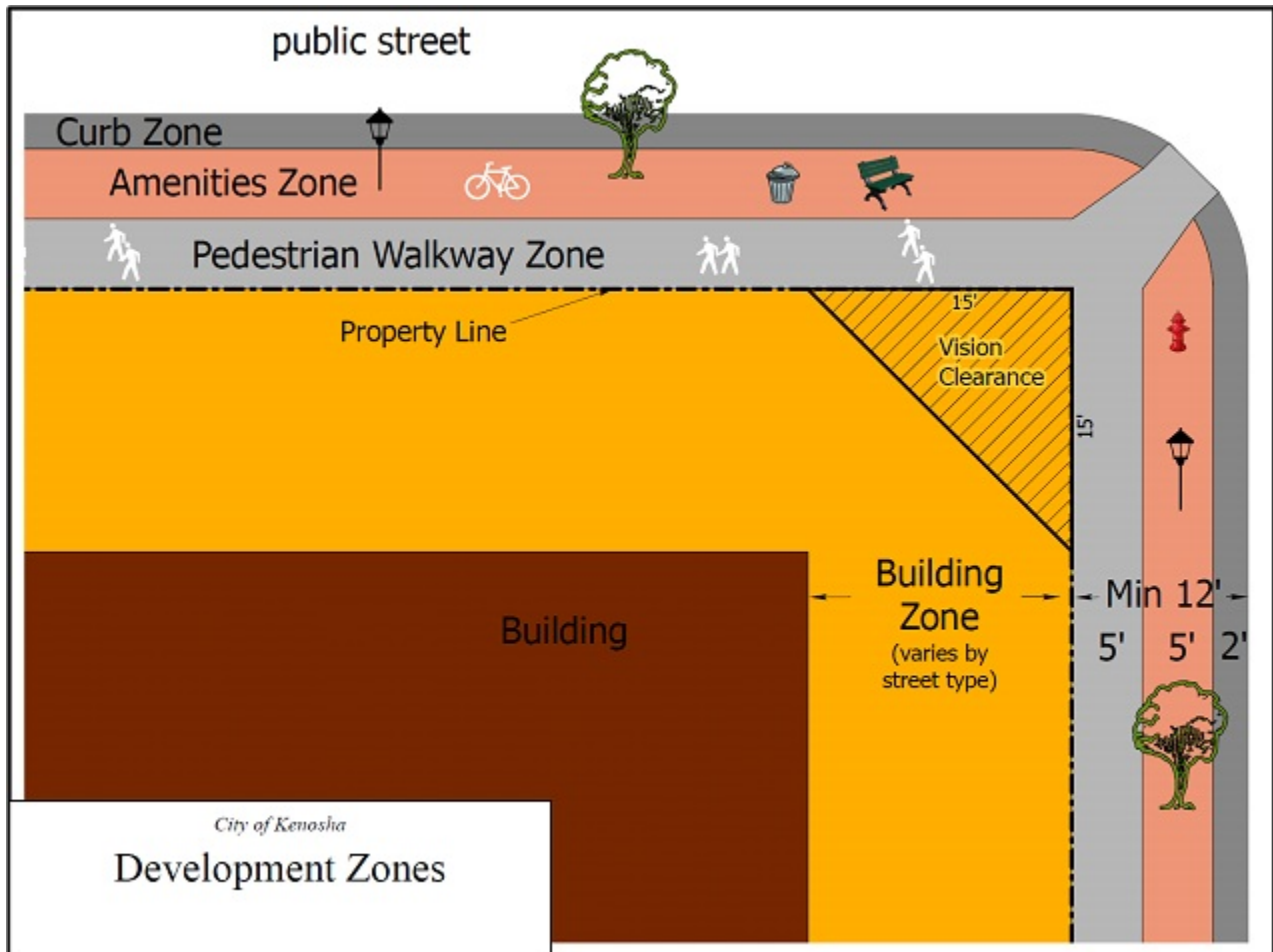 public street
Curb Zone
Amenities Zone
Pedestrian Walkway Zone
Property Line
15'
Vision
Clearance
15'
Building
Zone
(varies by
street type)
Min 12'
5' 5' 2'
Building
City of Kenosha
Development Zones